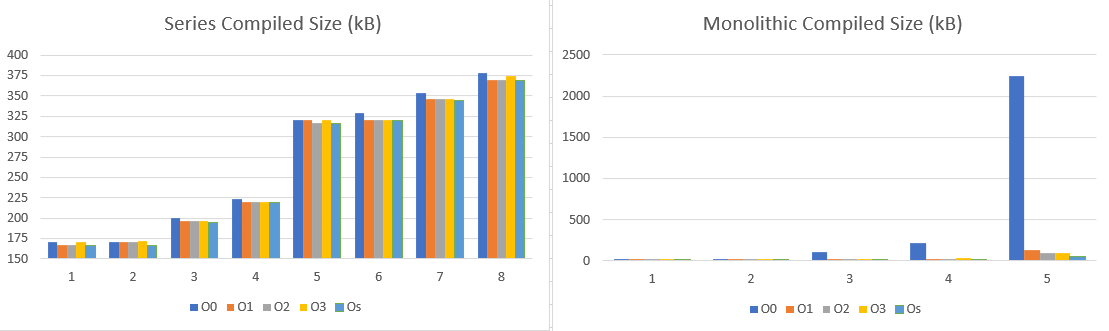 Series Compiled Size (kB)
400
375
350
325
300
275
250
225
200
175
150
1 2 3 4 5 6 7 8
O0 O1 O2 O3 Os
Monolithic Compiled Size (kB)
2500
2000
1500
1000
500
0
1 2 3 4 5
O0 O1 O2 O3 Os